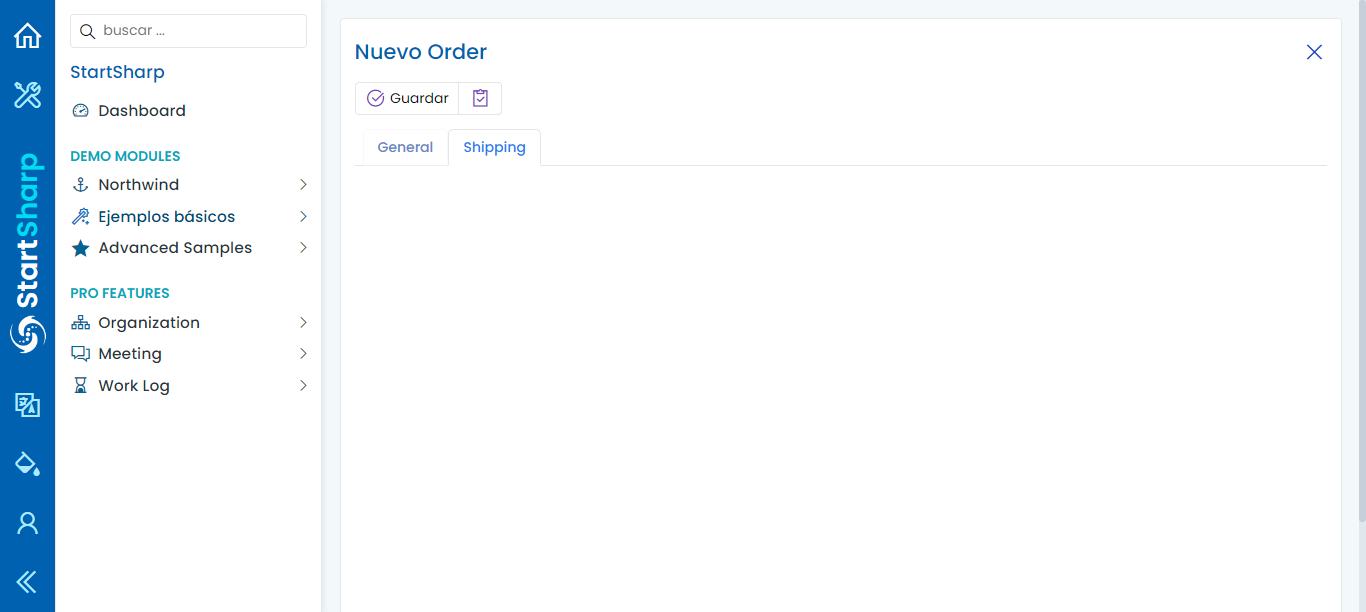 StartSharp
buscar ...
StartSharp
Dashboard
DEMO MODULES
Northwind
Ejemplos básicos
Advanced Samples
PRO FEATURES
Organization
Meeting
Work Log
Nuevo Order
Guardar
General
Shipping